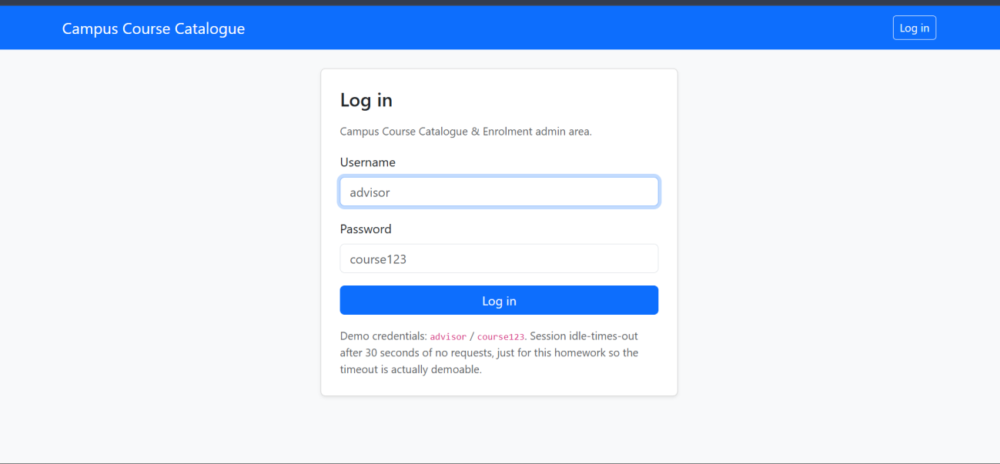 Campus Course Catalogue
Log in
Log in
Campus Course Catalogue & Enrolment admin area.
Username
advisor
Password
course123
Log in
Demo credentials: advisor / course123. Session idle-times-out
after 30 seconds of no requests, just for this homework so the
timeout is actually demoable.